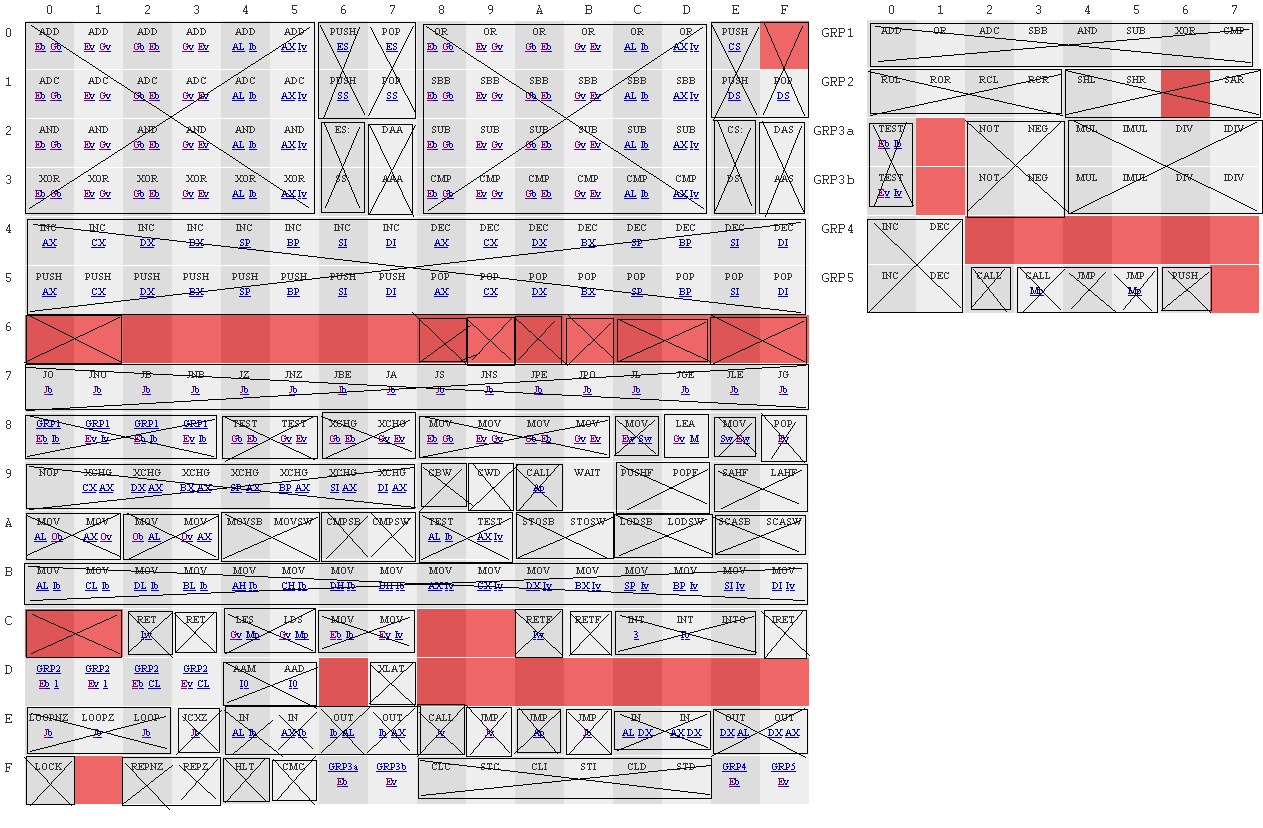 0 1 2 3 4 5 6 7 8 9 A B C D E F 0 1 2 3 4 5 6 7
0 ADD ADD ADD ADD ADD ADD PUSH POP OR OR OR OR OR OR PUSH GRP1 ADD OR ADC SBB AND SUB XOR CMP
Eb Gb Ev Gv Gb Eb Gv Ev AL Ib AX Iv ES ES Eb Gb Ev Gv Gb Eb Gv Ev AL Ib AX Iv CS
1 ADC ADC ADC ADC ADC ADC PUSH POP SBB SBB SBB SBB SBB SBB PUSH POP GRP2 ROL ROR RCL RCR SHL SHR SAR
Eb Gb Ev Gv Gb Eb Gv Ev AL Ib AX Iv SS SS Eb Gb Ev Gv Gb Eb Gv Ev AL Ib AX Iv DS DS
2 AND AND AND AND AND AND ES: DAA SUB SUB SUB SUB SUB SUB CS: DAS GRP3a TEST NOT NEG MUL IMUL DIV IDIV
Eb Gb Ev Gv Gb Eb Gv Ev AL Ib AX Iv Eb Gb Ev Gv Gb Eb Gv Ev AL Ib AX Iv Eb Ib
3 XOR XOR XOR XOR XOR XOR SS: AAA CMP CMP CMP CMP CMP CMP DS: AAS GRP3b TEST NOT NEG MUL IMUL DIV IDIV
Eb Gb Ev Gv Gb Eb Gv Ev AL Ib AX Iv Eb Gb Ev Gv Gb Eb Gv Ev AL Ib AX Iv Ev Iv
4 INC INC INC INC INC INC INC INC DEC DEC DEC DEC DEC DEC DEC DEC GRP4 INC DEC
AX CX DX BX SP BP SI DI AX CX DX BX SP BP SI DI
5 PUSH PUSH PUSH PUSH PUSH PUSH PUSH PUSH POP POP POP POP POP POP POP POP GRP5 INC DEC CALL CALL JMP JMP PUSH
AX CX DX BX SP BP SI DI AX CX DX BX SP BP SI DI Mp Mp
6
7 JO JNO JB JNB JZ JNZ JBE JA JS JNS JPE JPO JL JGE JLE JG
Jb Jb Jb Jb Jb Jb Jb Jb Jb Jb Jb Jb Jb Jb Jb Jb
8 GRP1 GRP1 GRP1 GRP1 TEST TEST XCHG XCHG MOV MOV MOV MOV MOV LEA MOV POP
Eb Ib Ev Iv Eb Ib Ev Ib Gb Eb Gv Ev Gb Eb Gv Ev Eb Gb Ev Gv Gb Eb Gv Ev Ew Sw Gv M Sw Ew Ev
9 NOP XCHG XCHG XCHG XCHG XCHG XCHG XCHG CBW CWD CALL WAIT PUSHF POPF SAHF LAHF
CX AX DX AX BX AX SP AX BP AX SI AX DI AX Ap
A MOV MOV MOV MOV MOVSB MOVSW CMPSB CMPSW TEST TEST STOSB STOSW LODSB LODSW SCASB SCASW
AL Ob AX Ov Ob AL Ov AX AL Ib AX Iv
B MOV MOV MOV MOV MOV MOV MOV MOV MOV MOV MOV MOV MOV MOV MOV MOV
AL Ib CL Ib DL Ib BL Ib AH Ib CH Ib DH Ib BH Ib AX Iv CX Iv DX Iv BX Iv SP Iv BP Iv SI Iv DI Iv
C RET RET LES LDS MOV MOV RETF RETF INT INT INTO IRET
Iw Gv Mp Gv Mp Eb Ib Ev Iv Iw 3 Ib
D GRP2 GRP2 GRP2 GRP2 AAM AAD XLAT
Eb 1 Ev 1 Eb CL Ev CL I0 I0
E LOOPNZ LOOPZ LOOP JCXZ IN IN OUT OUT CALL JMP JMP JMP IN IN OUT OUT
Jb Jb Jb Jb AL Ib AX Ib Ib AL Ib AX Jv Jv Ap Jb AL DX AX DX DX AL DX AX
F LOCK REPNZ REPZ HLT CMC GRP3a GRP3b CLC STC CLI STI CLD STD GRP4 GRP5
Eb Ev Eb Ev